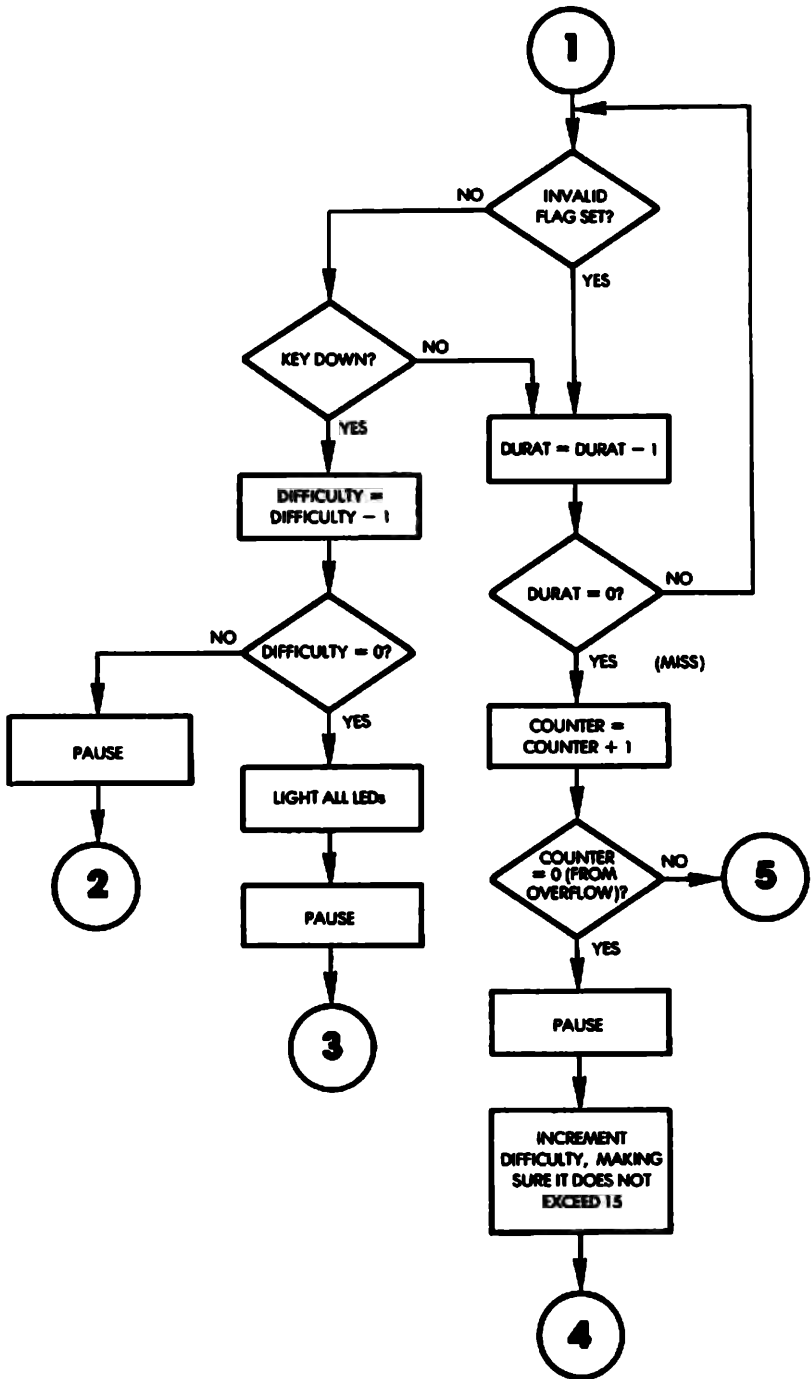 1
INVALID
FLAG SET?
NO
YES
KEY DOWN?
NO
YES
DURAT = DURAT – 1
DIFFICULTY =
DIFFICULTY – 1
DURAT = 0?
NO
YES
(MISS)
DIFFICULTY = 0?
NO
YES
PAUSE
2
LIGHT ALL LEDs
PAUSE
3
COUNTER =
COUNTER + 1
COUNTER
= 0 (FROM
OVERFLOW)?
NO
5
YES
PAUSE
INCREMENT
DIFFICULTY, MAKING
SURE IT DOES NOT
EXCEED 15
4